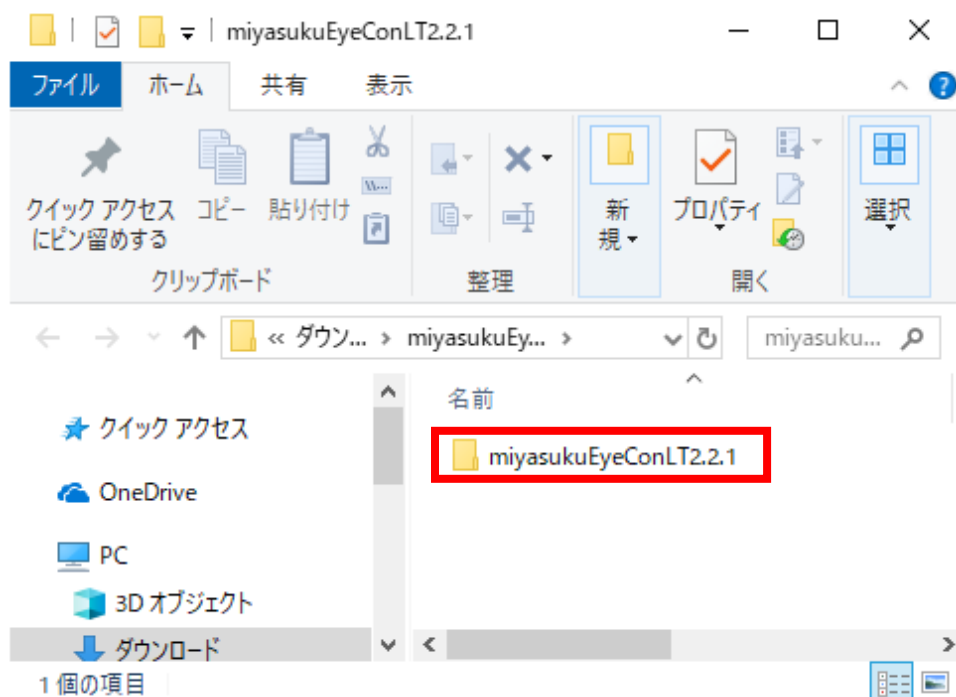 miyasukuEyeConLT2.2.1
ファイル ホーム 共有 表示
クイック アクセス
にピン留めする
コピー
貼り付け
新
規
プロパティ
選択
クリップボード 整理 開く
« ダウン... › miyasukuEy... ›
miyasuku...
名前
クイック アクセス
miyasukuEyeConLT2.2.1
OneDrive
PC
3D オブジェクト
ダウンロード
1 個の項目